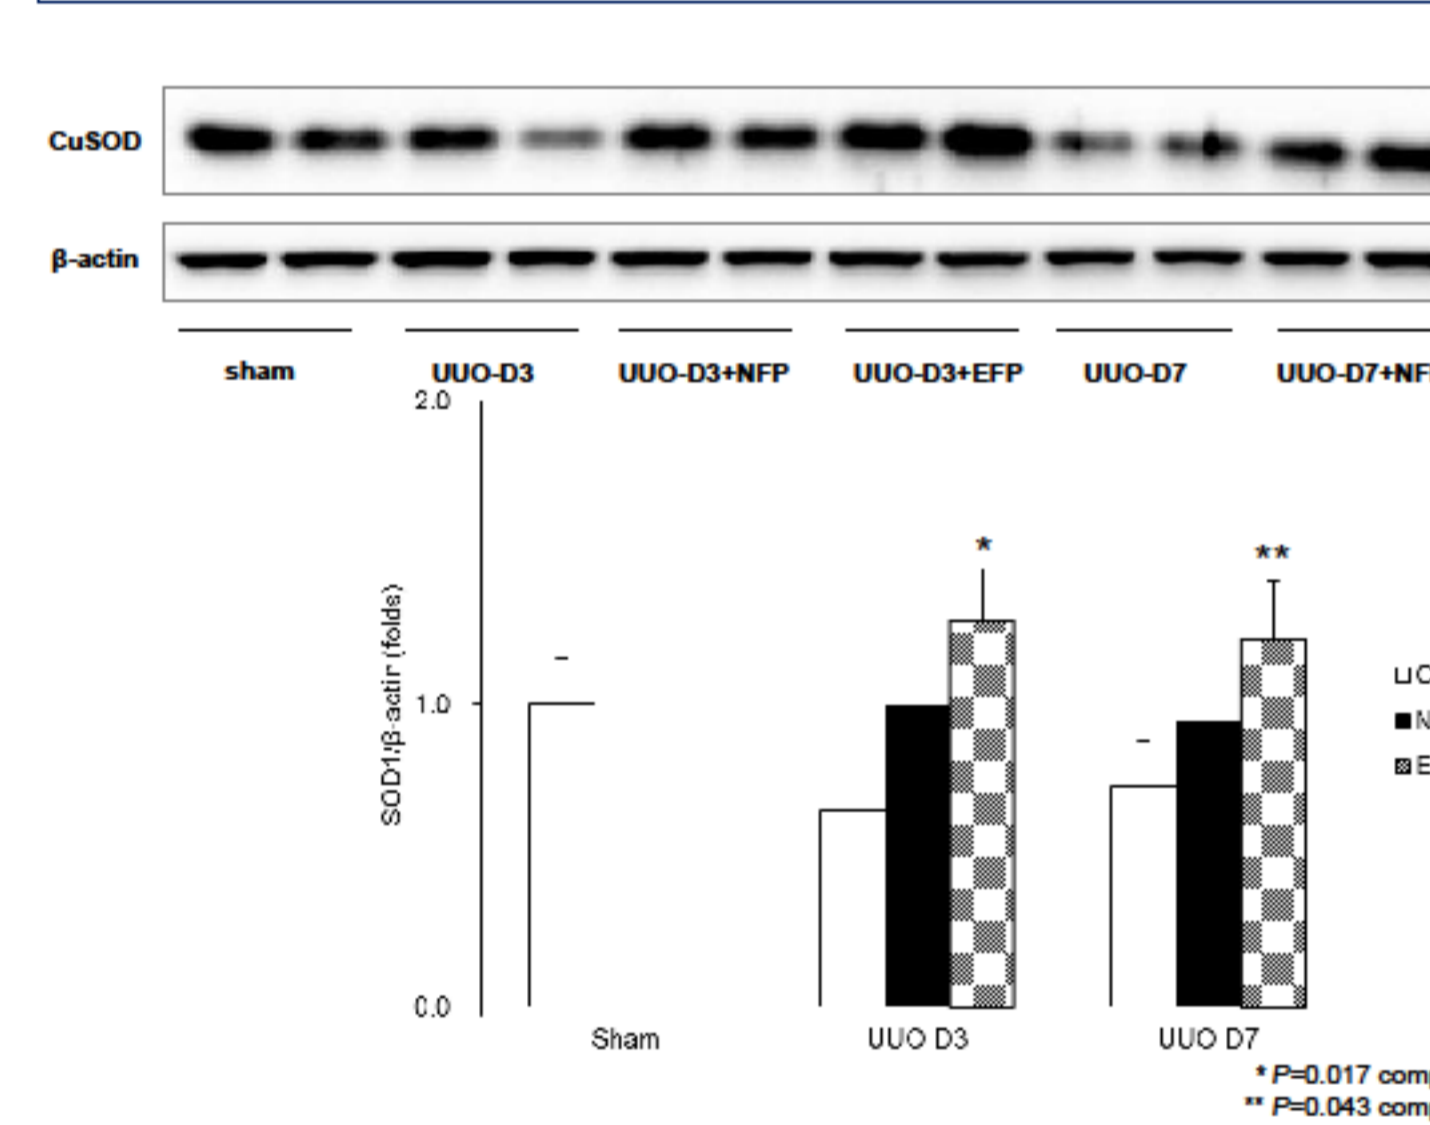 CuSOD
β-actin
sham UUO-D3 UUO-D3+NFP UUO-D3+EFP UUO-D7 UUO-D7+NF
2.0
* **
SOD1/β-actin (folds)
1.0
0.0
Sham UUO D3 UUO D7
* P=0.017 com
** P=0.043 com